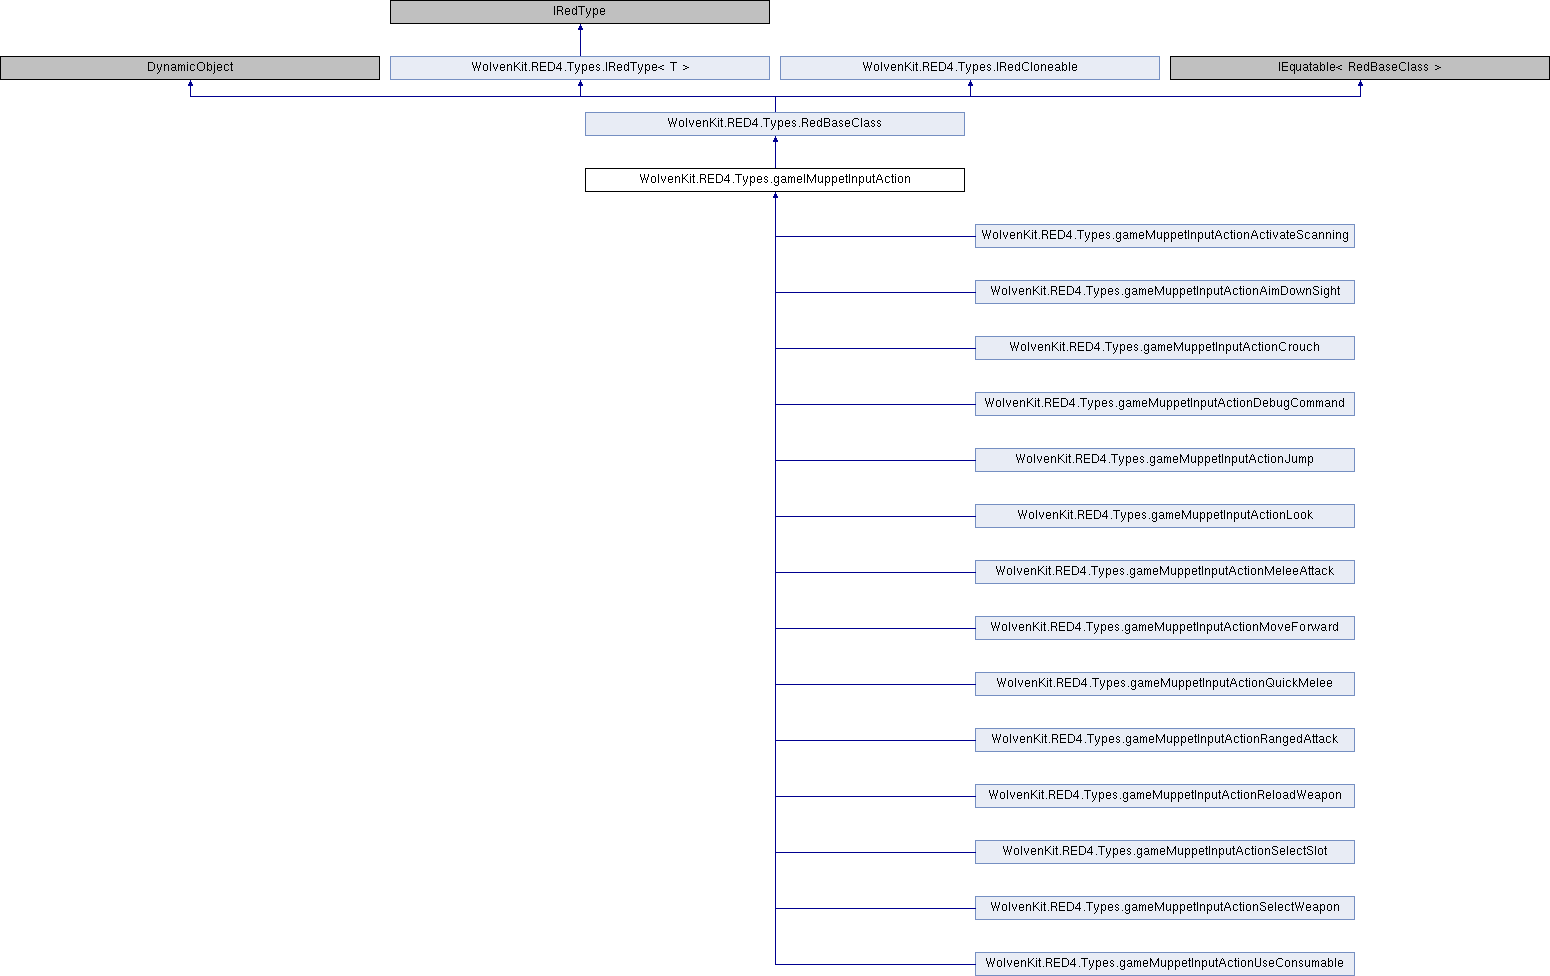 IRedType
DynamicObject
WolvenKit.RED4.Types.IRedType< T >
WolvenKit.RED4.Types.IRedCloneable
IEquatable< RedBaseClass >
WolvenKit.RED4.Types.RedBaseClass
WolvenKit.RED4.Types.gameIMuppetInputAction
WolvenKit.RED4.Types.gameMuppetInputActionActivateScanning
WolvenKit.RED4.Types.gameMuppetInputActionAimDownSight
WolvenKit.RED4.Types.gameMuppetInputActionCrouch
WolvenKit.RED4.Types.gameMuppetInputActionDebugCommand
WolvenKit.RED4.Types.gameMuppetInputActionJump
WolvenKit.RED4.Types.gameMuppetInputActionLook
WolvenKit.RED4.Types.gameMuppetInputActionMeleeAttack
WolvenKit.RED4.Types.gameMuppetInputActionMoveForward
WolvenKit.RED4.Types.gameMuppetInputActionQuickMelee
WolvenKit.RED4.Types.gameMuppetInputActionRangedAttack
WolvenKit.RED4.Types.gameMuppetInputActionReloadWeapon
WolvenKit.RED4.Types.gameMuppetInputActionSelectSlot
WolvenKit.RED4.Types.gameMuppetInputActionSelectWeapon
WolvenKit.RED4.Types.gameMuppetInputActionUseConsumable